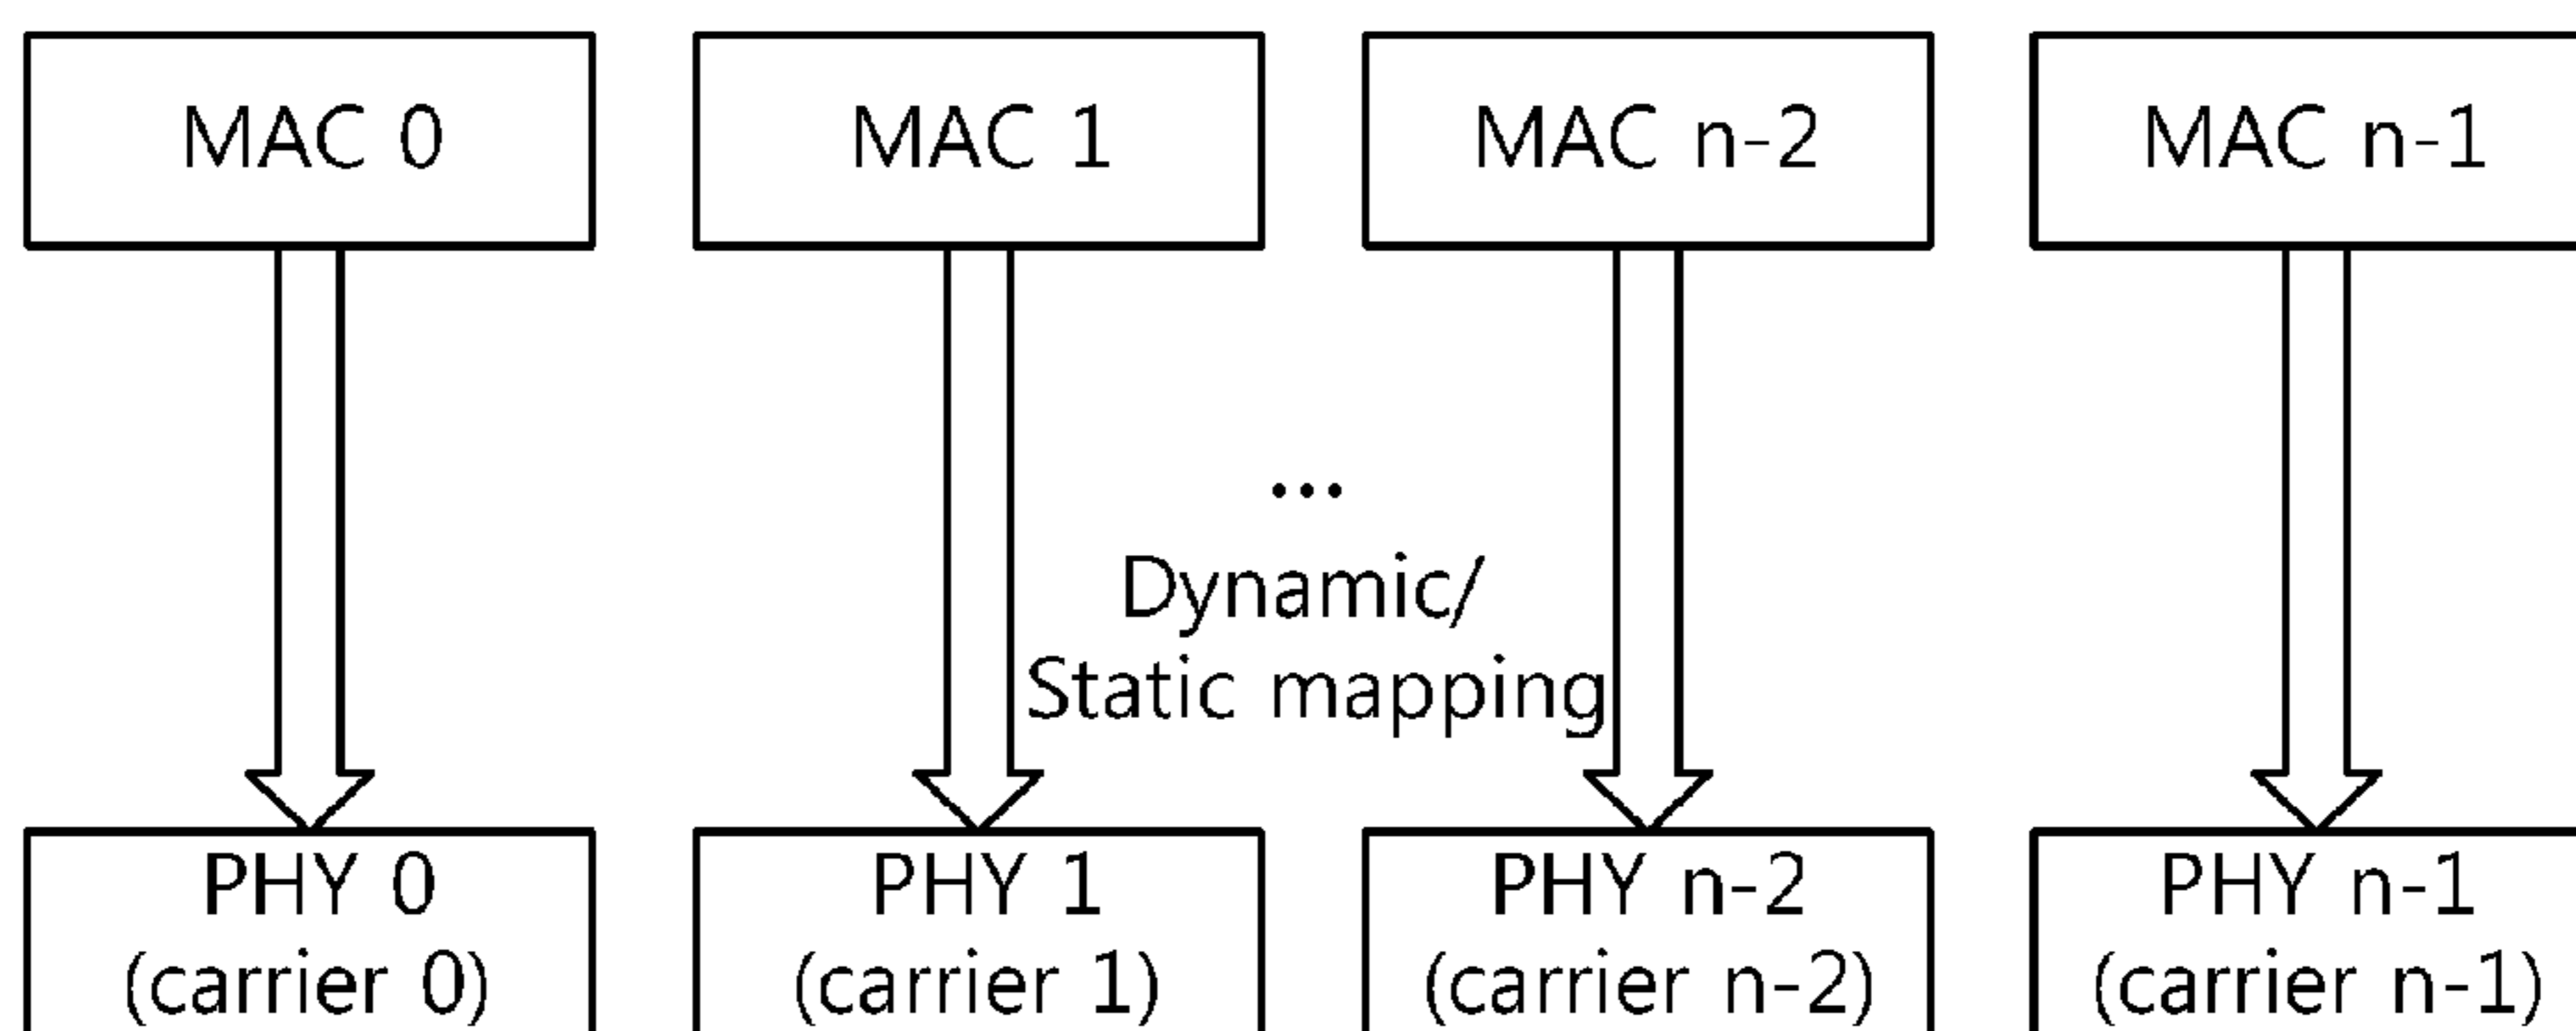 MAC 0
MAC 1
MAC n-2
MAC n-1
...
Dynamic/
Static mapping
PHY 0
(carrier 0)
PHY 1
(carrier 1)
PHY n-2
(carrier n-2)
PHY n-1
(carrier n-1)